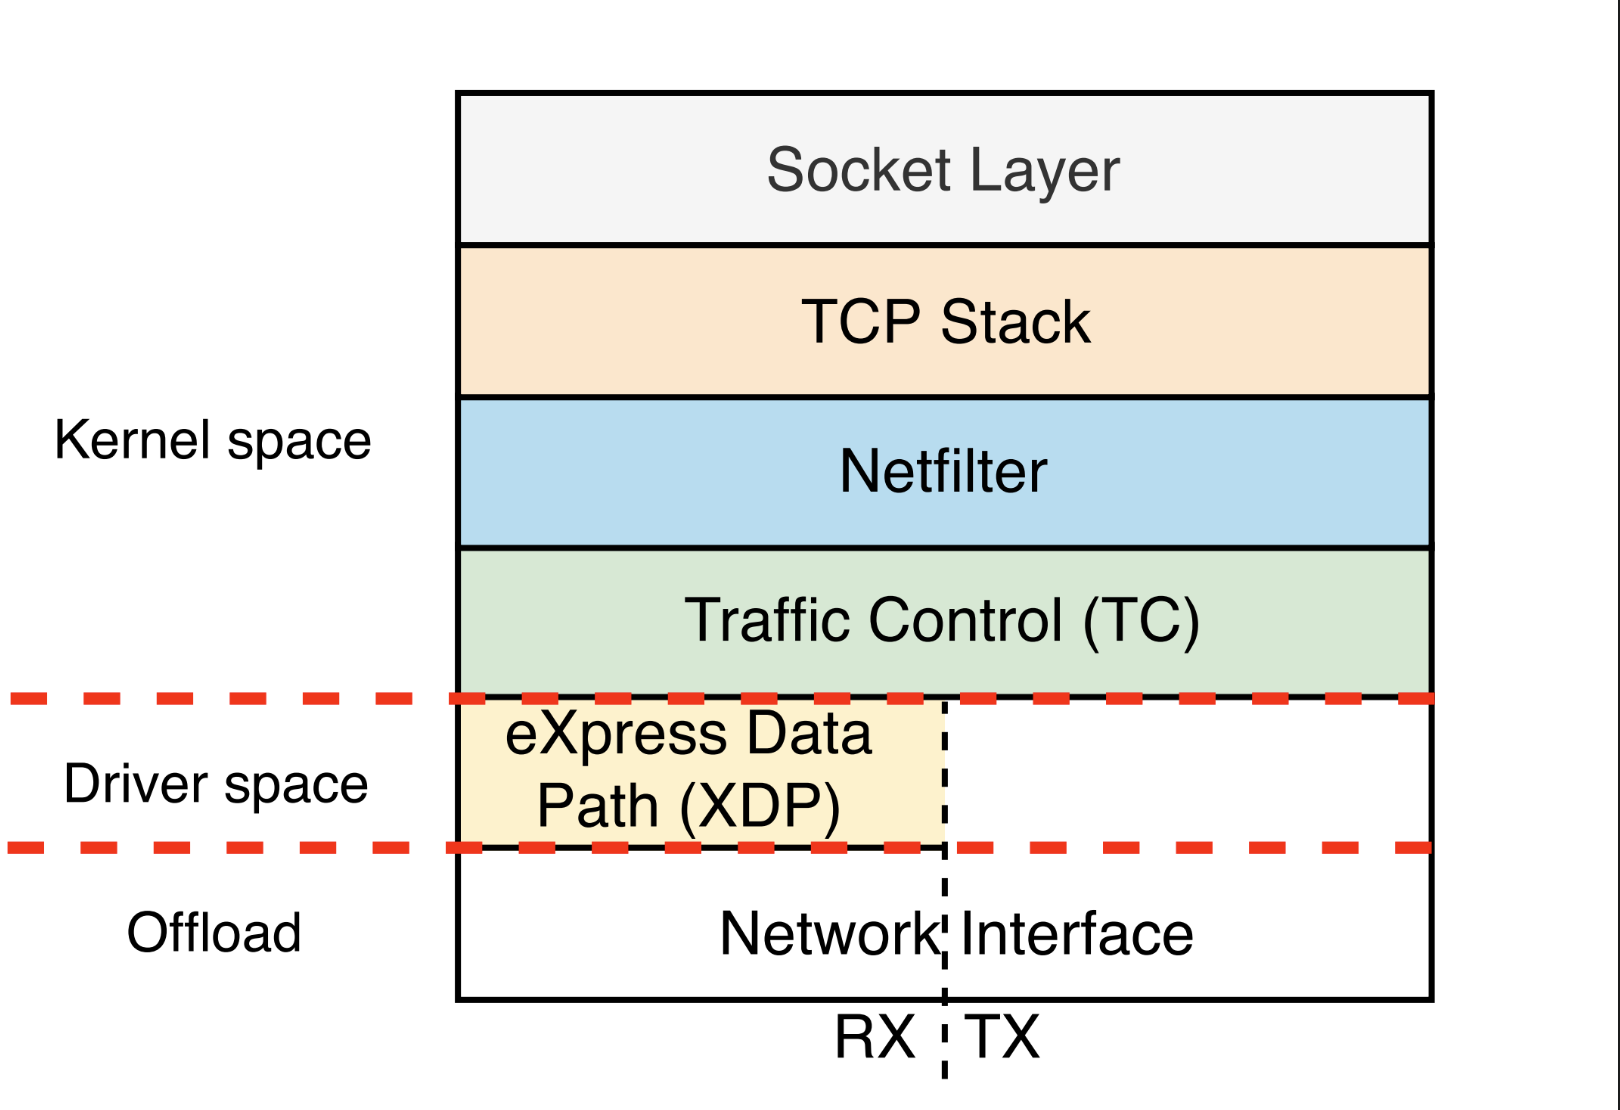 Socket Layer
TCP Stack
Kernel space
Netfilter
Traffic Control (TC)
eXpress Data
Path (XDP)
Driver space
Offload
Network Interface
RX TX